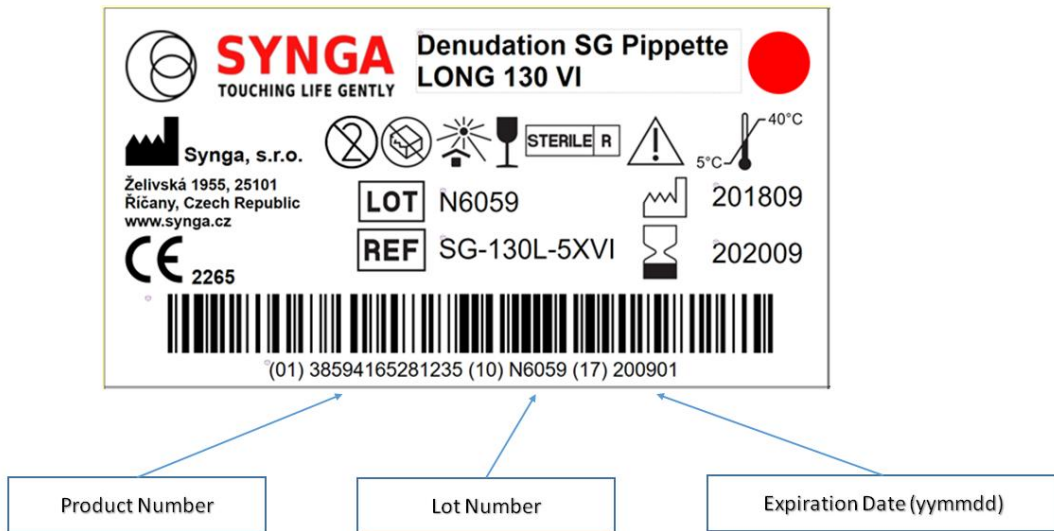 SYNGA
TOUCHING LIFE GENTLY
Denudation SG Pippette
LONG 130 VI
Synga, s.r.o.
Želivská 1955, 25101
Říčany, Czech Republic
www.synga.cz
2
STERILE R
40°C
5°C
LOT N6059
201809
REF SG-130L-5XVI
202009
CE 2265
(01) 38594165281235 (10) N6059 (17) 200901
Product Number
Lot Number
Expiration Date (yymmdd)